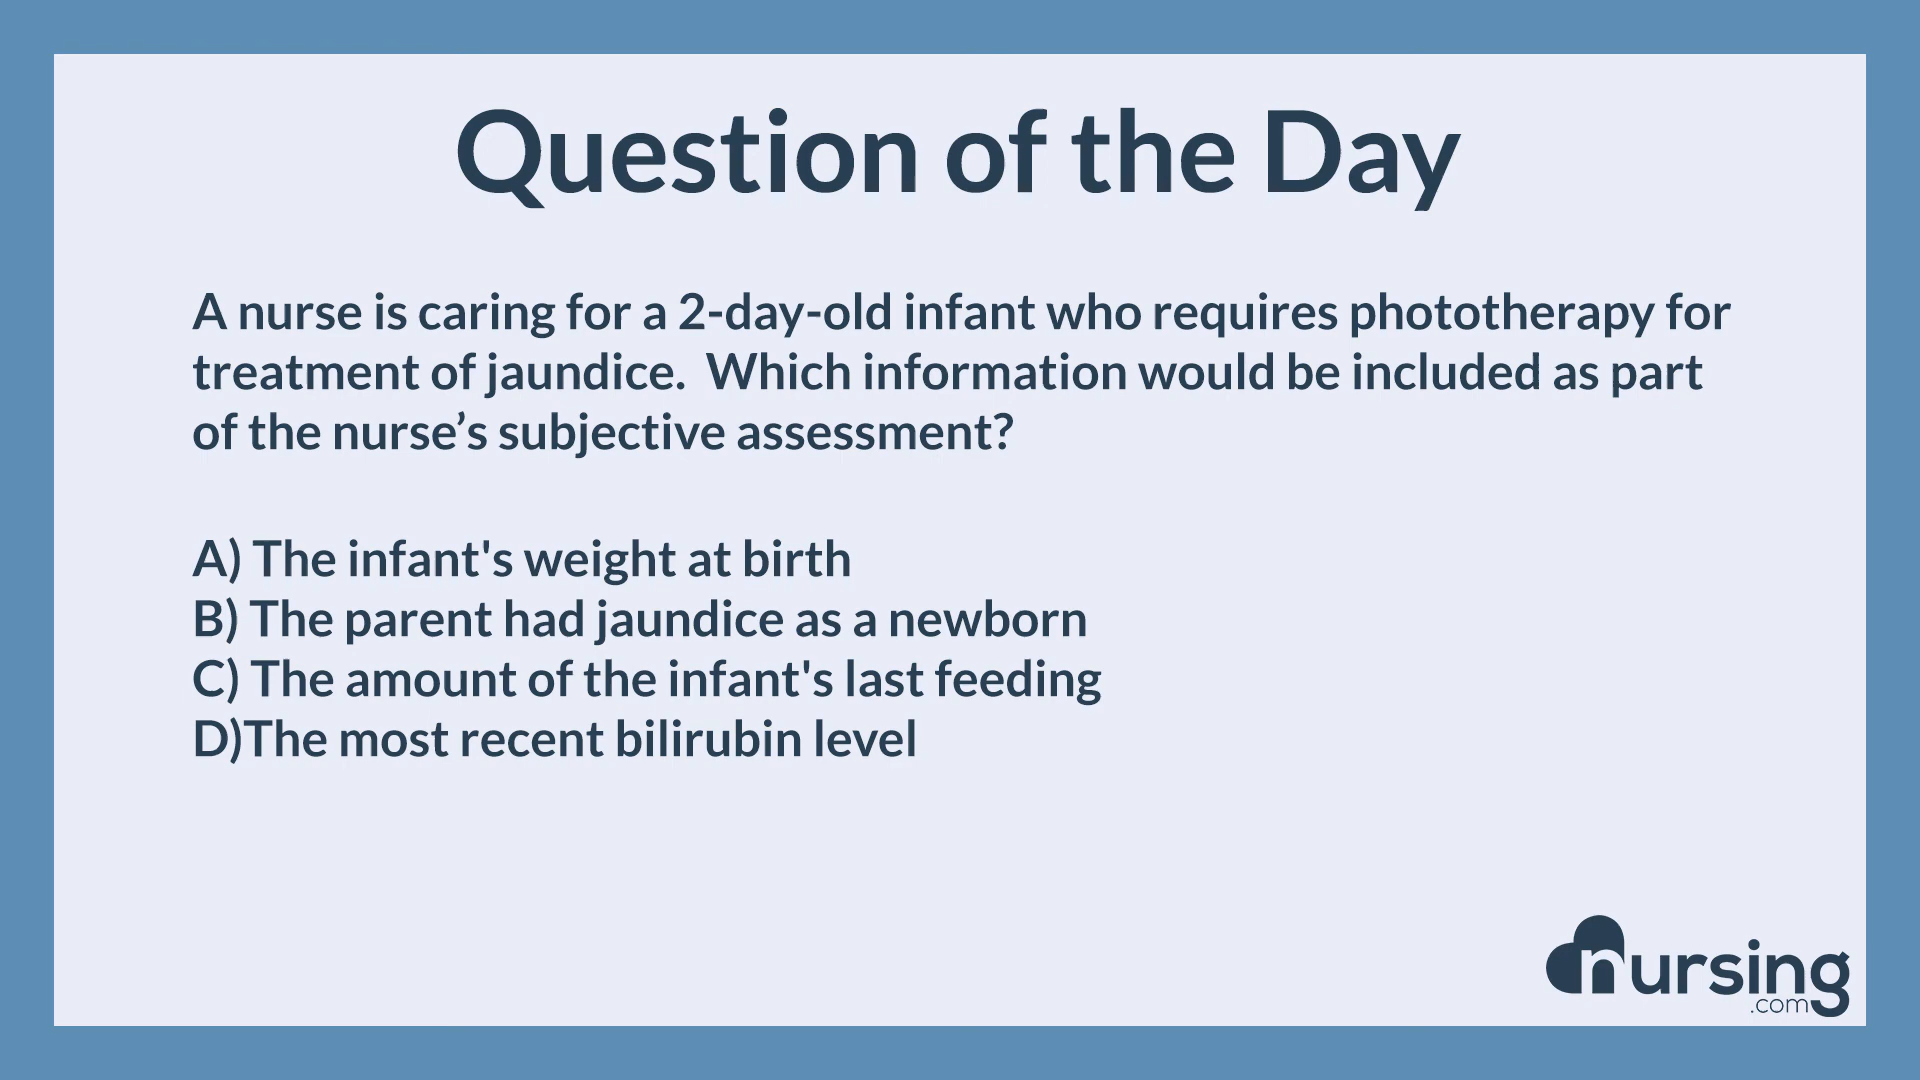 Question of the Day
A nurse is caring for a 2-day-old infant who requires phototherapy for
treatment of jaundice.  Which information would be included as part
of the nurse’s subjective assessment?
A) The infant's weight at birth
B) The parent had jaundice as a newborn
C) The amount of the infant's last feeding
D)The most recent bilirubin level
nursing
.com